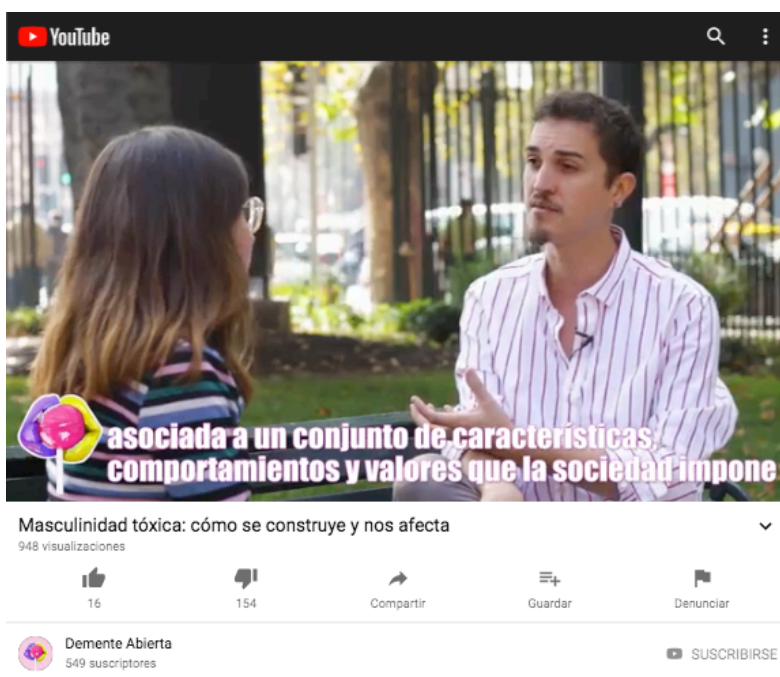 YouTube
asociada a un conjunto de características,
comportamientos y valores que la sociedad impone
Masculinidad tóxica: cómo se construye y nos afecta
948 visualizaciones
16
154
Compartir
Guardar
Denunciar
Demente Abierta
549 suscriptores
SUSCRIBIRSE